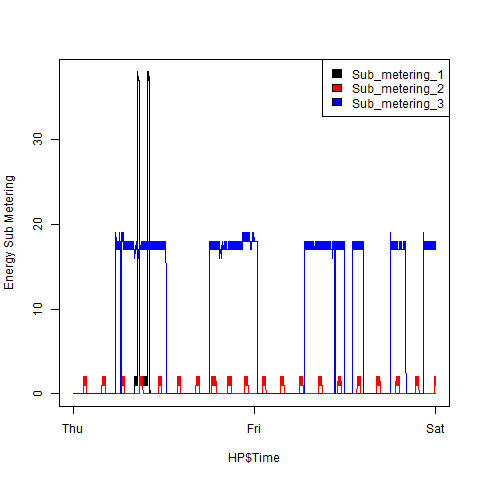 Sub_metering_1
Sub_metering_2
Sub_metering_3
30
20
10
0
Energy Sub Metering
Thu Fri Sat
HP$Time